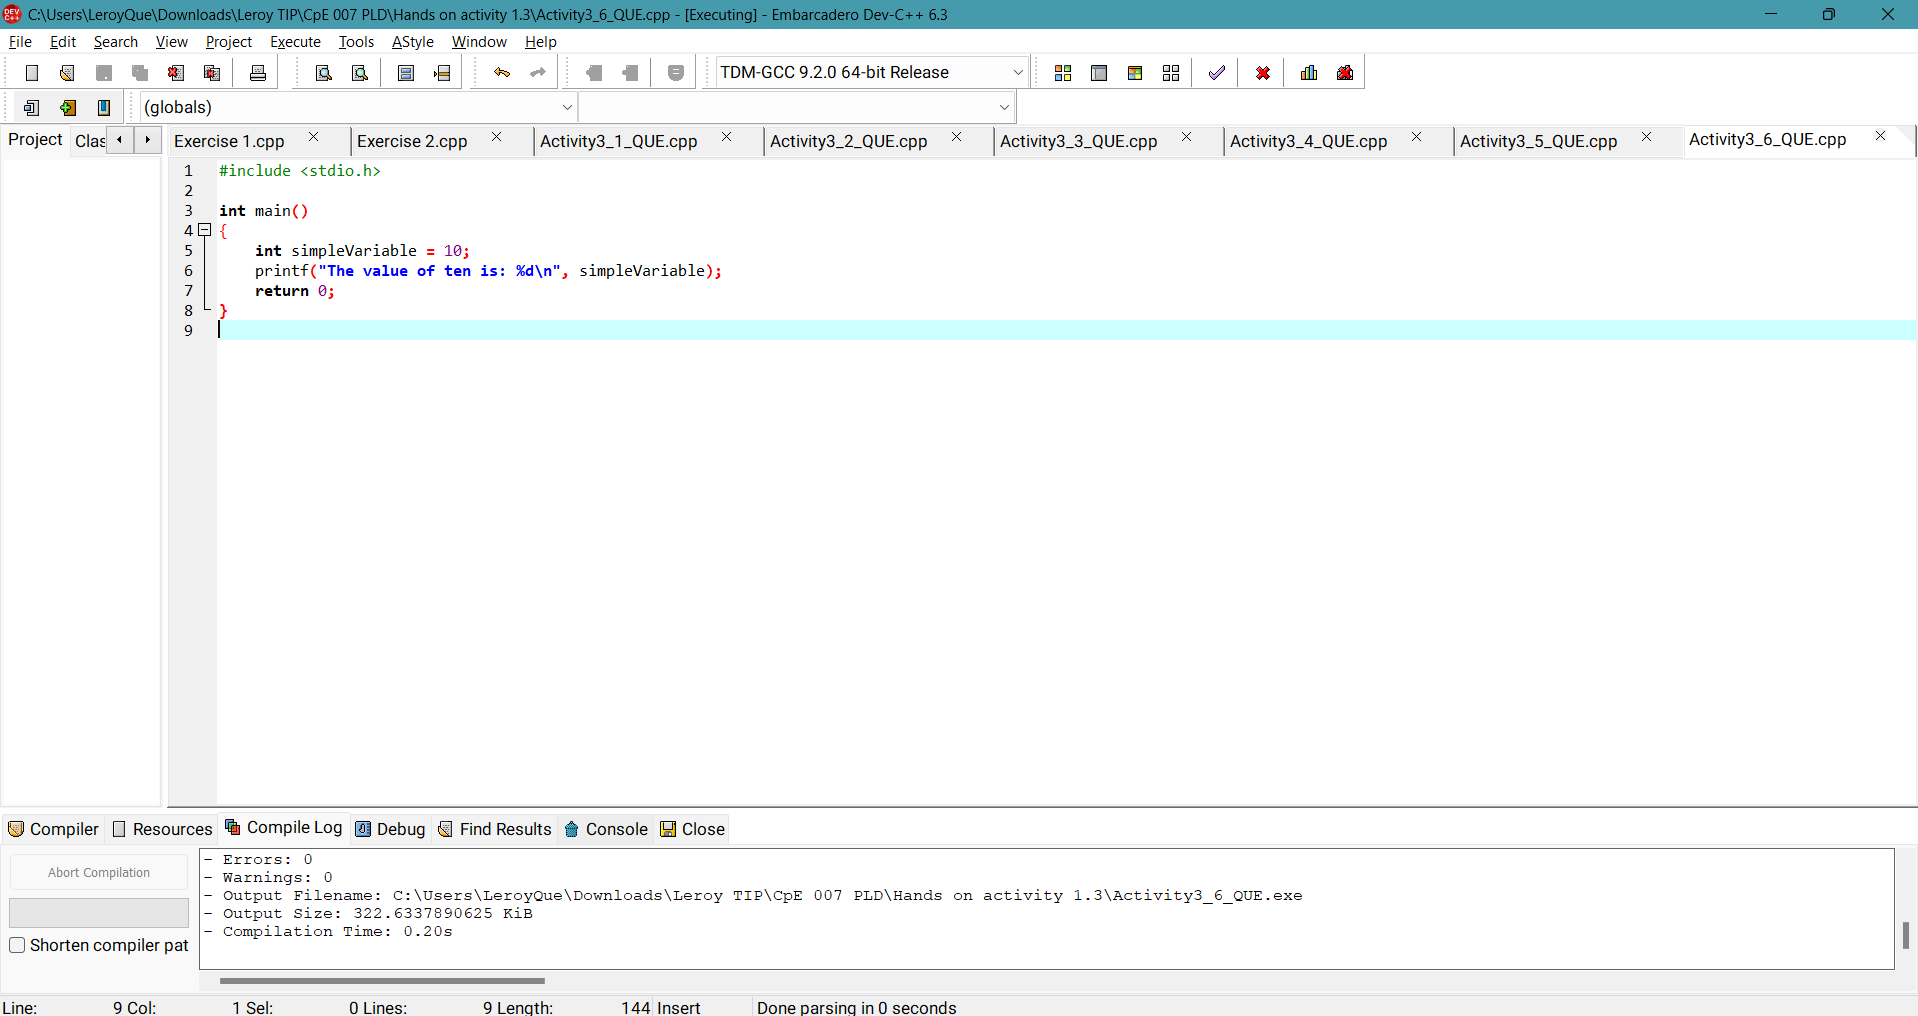 DEV C++ C:\Users\LeroyQue\Downloads\Leroy TIP\CpE 007 PLD\Hands on activity 1.3\Activity3_6_QUE.cpp - [Executing] - Embarcadero Dev-C++ 6.3
File Edit Search View Project Execute Tools AStyle Window Help
TDM-GCC 9.2.0 64-bit Release
(globals)
Project Clas Exercise 1.cpp Exercise 2.cpp Activity3_1_QUE.cpp Activity3_2_QUE.cpp Activity3_3_QUE.cpp Activity3_4_QUE.cpp Activity3_5_QUE.cpp Activity3_6_QUE.cpp
1 #include <stdio.h>
2
3 int main()
4 {
5 int simpleVariable = 10;
6 printf("The value of ten is: %d\n", simpleVariable);
7 return 0;
8 }
9
Compiler Resources Compile Log Debug Find Results Console Close
Abort Compilation
Shorten compiler pat
- Errors: 0
- Warnings: 0
- Output Filename: C:\Users\LeroyQue\Downloads\Leroy TIP\CpE 007 PLD\Hands on activity 1.3\Activity3_6_QUE.exe
- Output Size: 322.6337890625 KiB
- Compilation Time: 0.20s
Line: 9 Col: 1 Sel: 0 Lines: 9 Length: 144 Insert Done parsing in 0 seconds